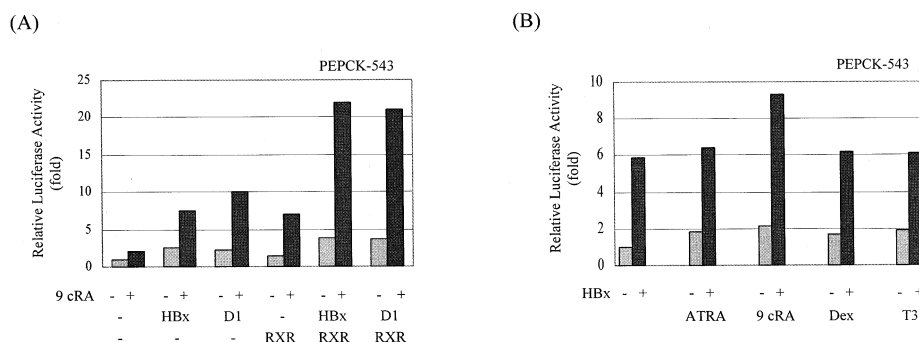 (A)
PEPCK-543
Relative Luciferase Activity
(fold)
25
20
15
10
5
0
9 cRA - + - + - + - + - + - +
- HBx D1 - HBx D1
- - - RXR RXR RXR
(B)
PEPCK-543
Relative Luciferase Activity
(fold)
10
8
6
4
2
0
HBx - + - + - + - + - +
ATRA 9 cRA Dex T3